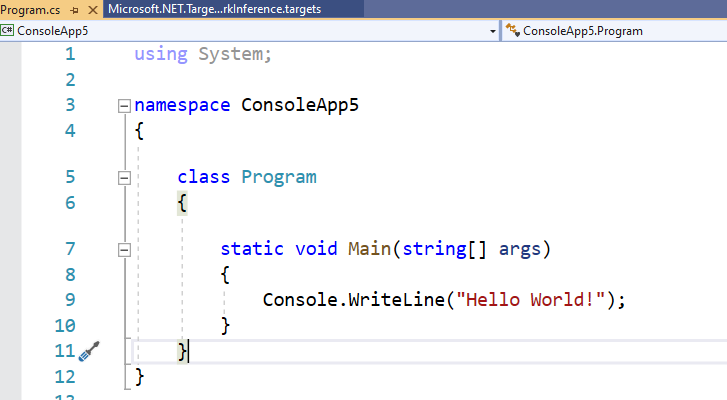 Program.cs Microsoft.NET.Targe...rkInference.targets
C# ConsoleApp5 ConsoleApp5.Program
1 using System;
2
3 namespace ConsoleApp5
4 {
5 class Program
6 {
7 static void Main(string[] args)
8 {
9 Console.WriteLine("Hello World!");
10 }
11 }
12 }
13